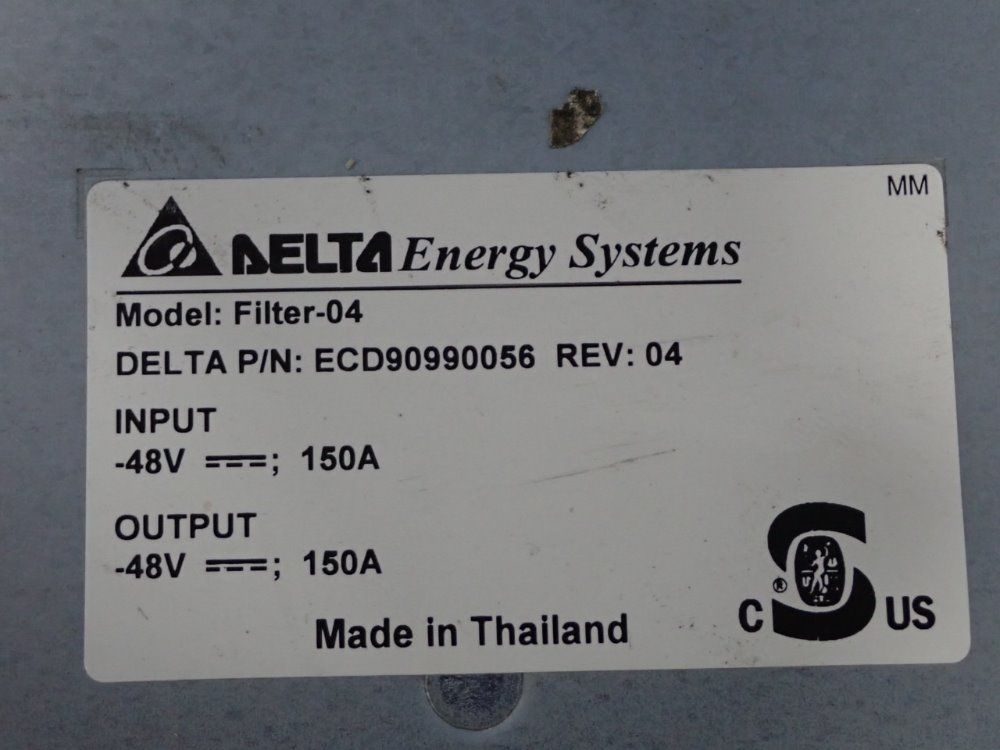 MM
DELTA Energy Systems
Model: Filter-04
DELTA P/N: ECD90990056 REV: 04
INPUT
-48V ⎓; 150A
OUTPUT
-48V ⎓; 150A
Made in Thailand
® C S US